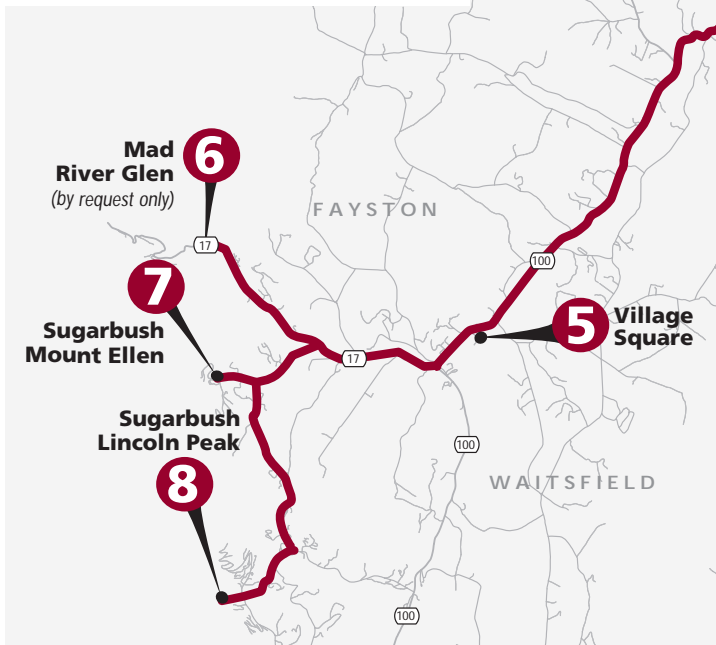 Mad
River Glen
(by request only)
6
FAYSTON
17
100
7
Sugarbush
Mount Ellen
5
Village
Square
17
Sugarbush
Lincoln Peak
100
8
WAITSFIELD
100